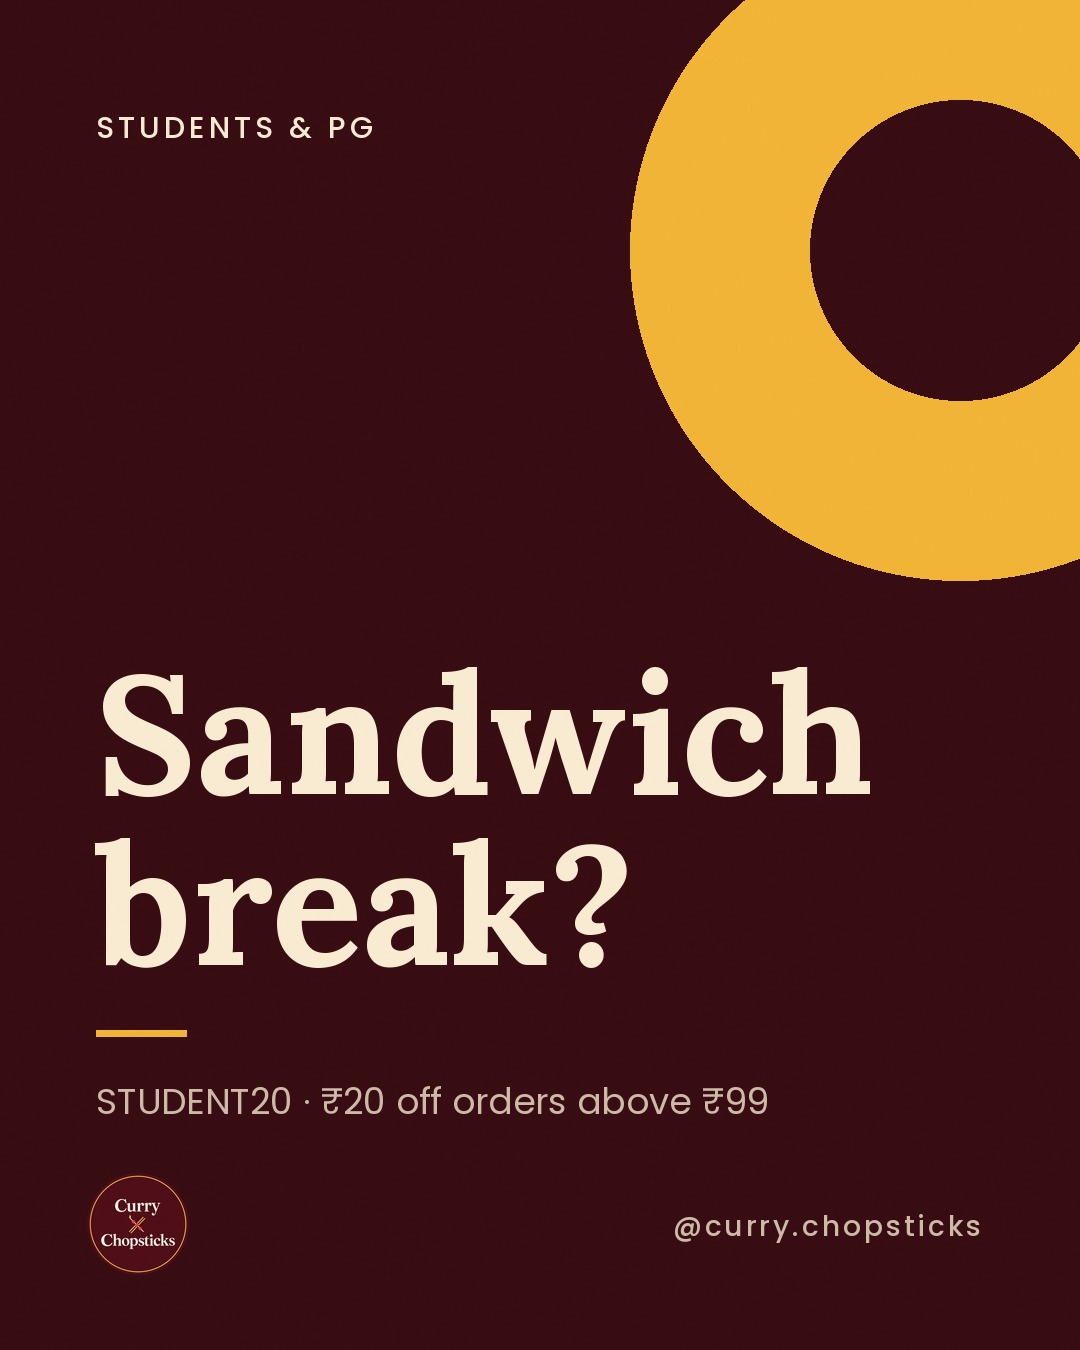 STUDENTS & PG
Sandwich
break?
STUDENT20 · ₹20 off orders above ₹99
Curry
Chopsticks
@curry.chopsticks